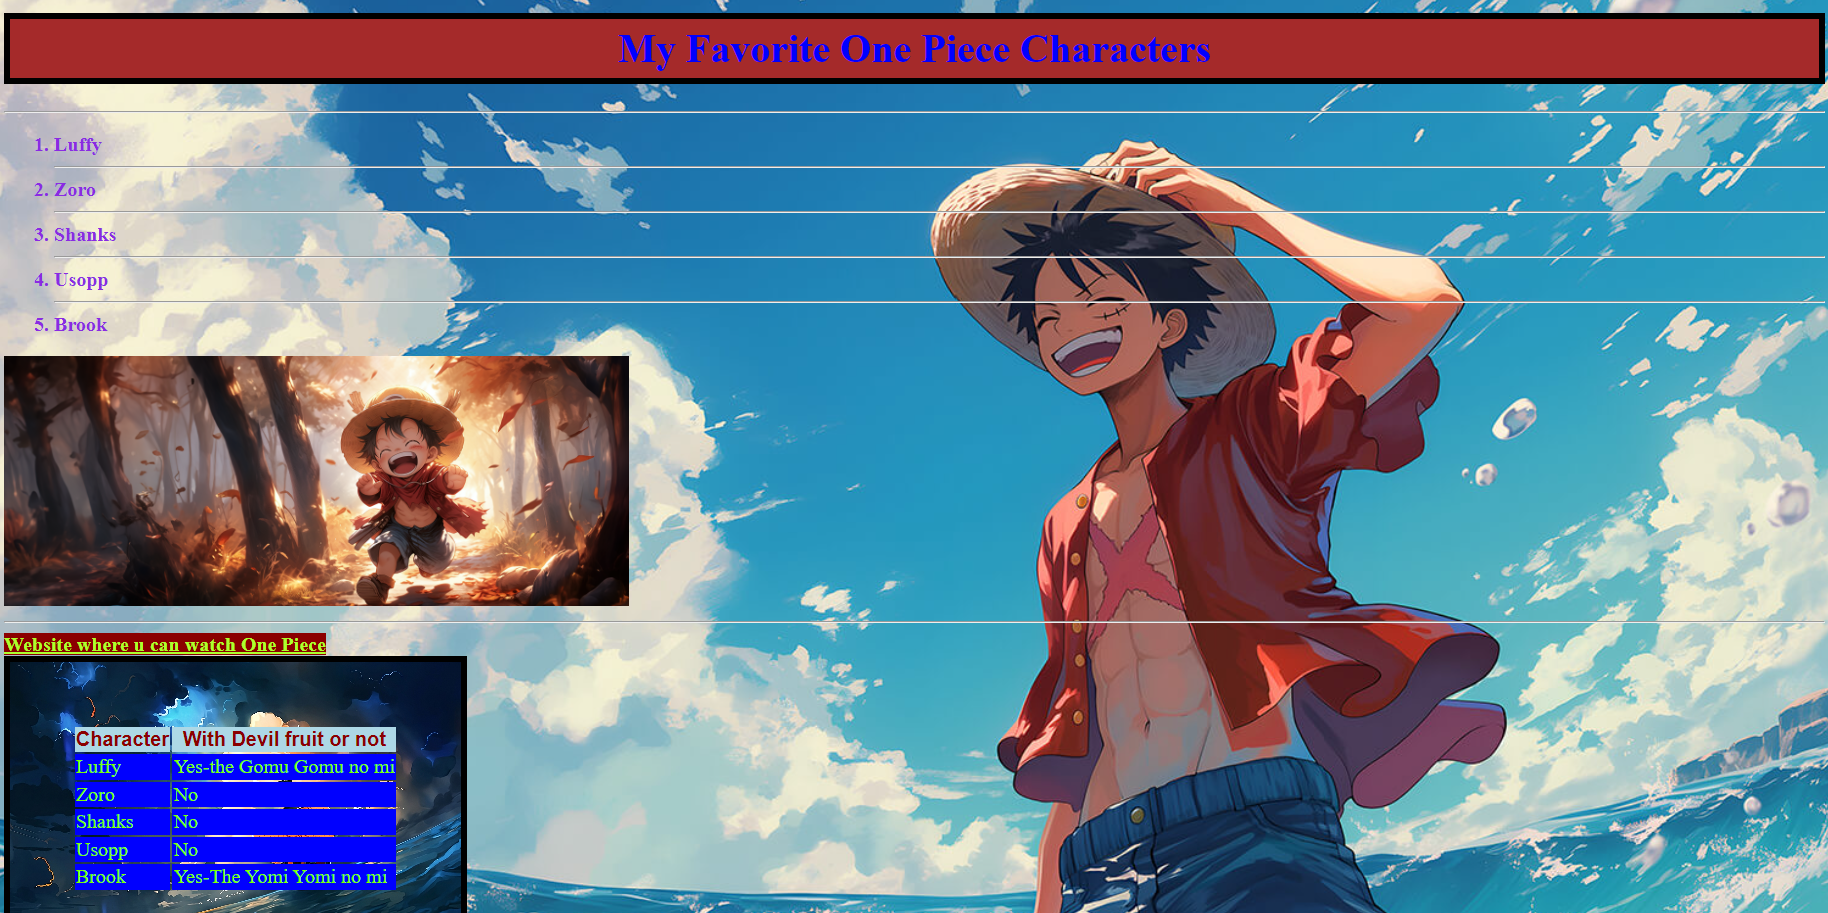 My Favorite One Piece Characters
1. Luffy
2. Zoro
3. Shanks
4. Usopp
5. Brook
Website where u can watch One Piece
Character With Devil fruit or not
Luffy Yes-the Gomu Gomu no mi
Zoro No
Shanks No
Usopp No
Brook Yes-The Yomi Yomi no mi